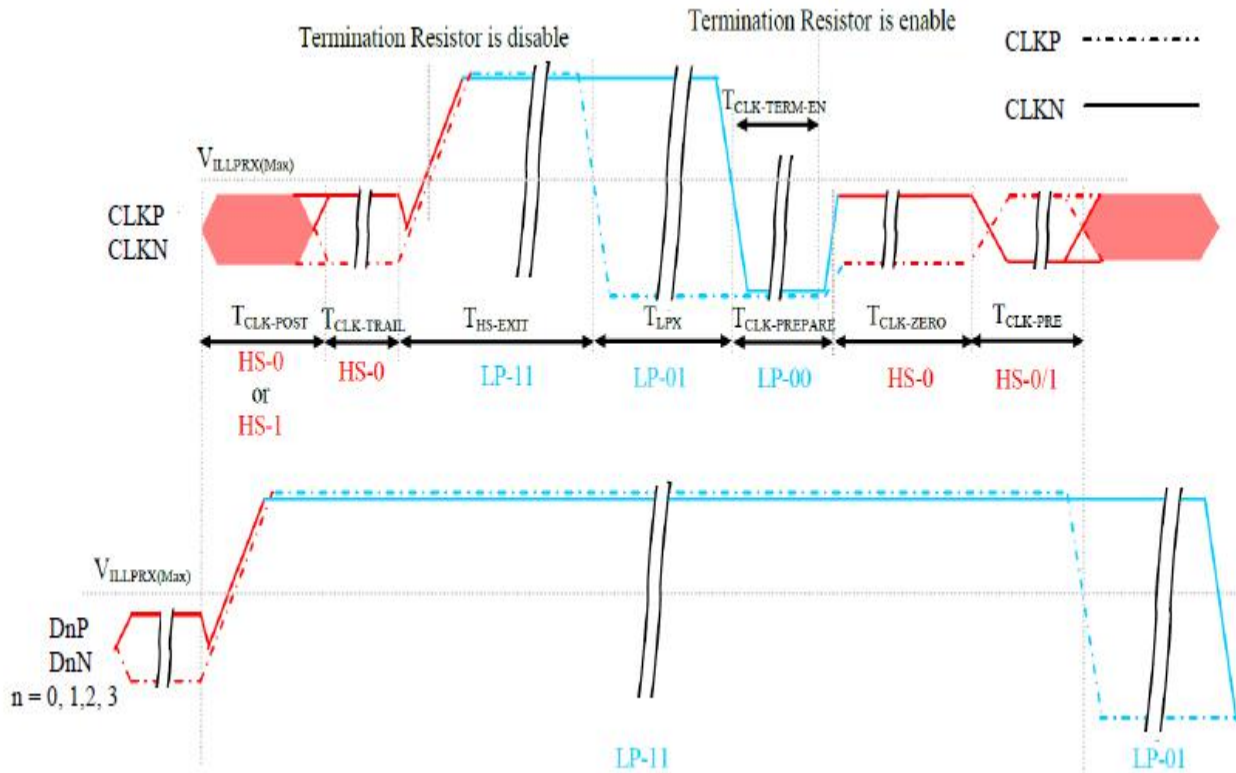 Termination Resistor is disable
Termination Resistor is enable
CLKP
CLKN
TCLK-TERM-EN
VILLPRX(Max)
CLKP
CLKN
TCLK-POST
TCLK-TRAIL
THS-EXIT
TLPX
TCLK-PREPARE
TCLK-ZERO
TCLK-PRE
HS-0
or
HS-1
HS-0
LP-11
LP-01
LP-00
HS-0
HS-0/1
VILLPRX(Max)
DnP
DnN
n = 0, 1,2, 3
LP-11
LP-01